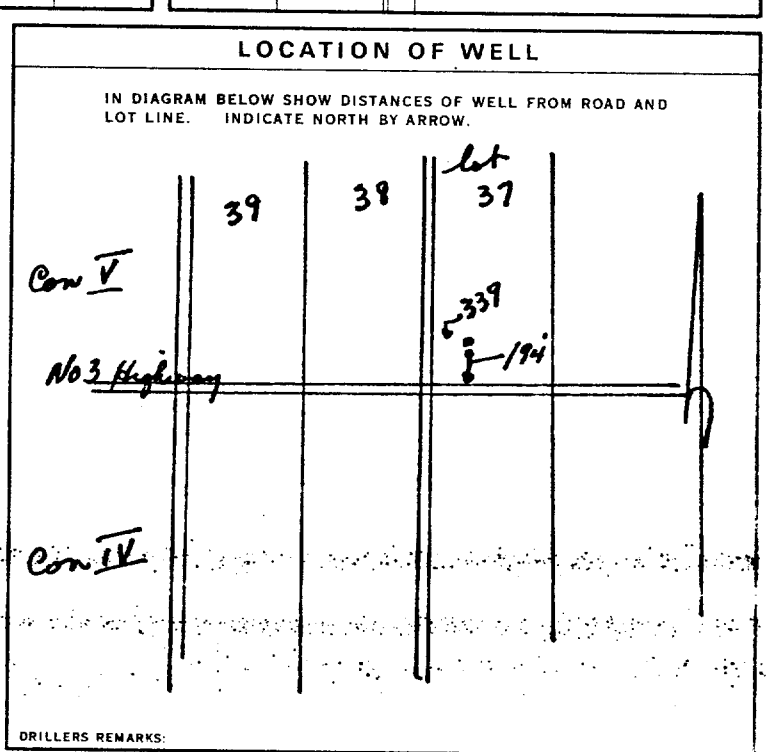 LOCATION OF WELL
IN DIAGRAM BELOW SHOW DISTANCES OF WELL FROM ROAD AND
LOT LINE. INDICATE NORTH BY ARROW.
lot
39 38 37
Con V
339
194'
No 3 Highway
Con IV
DRILLERS REMARKS: